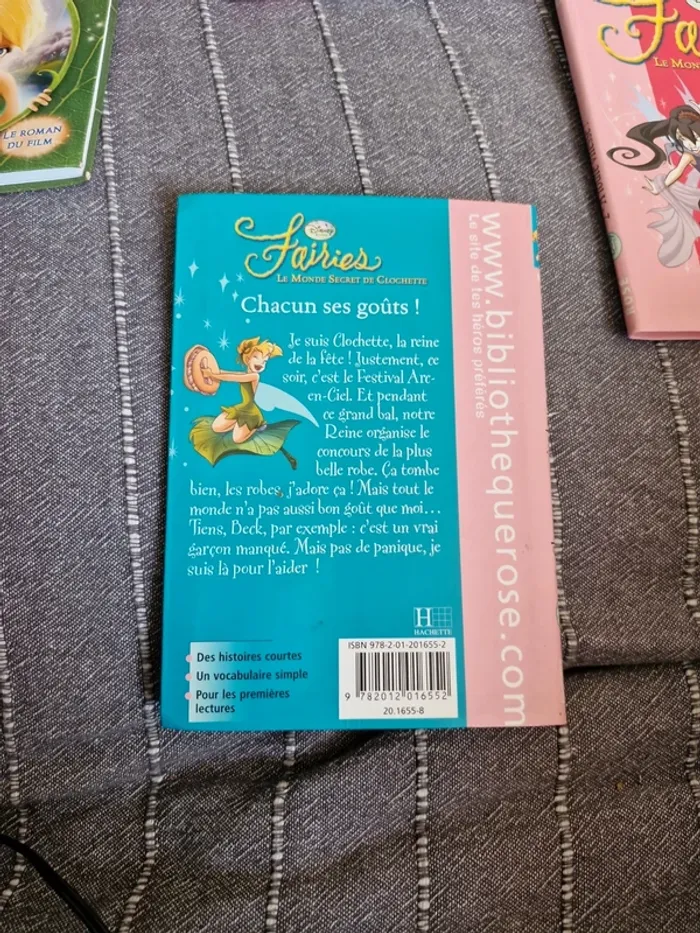 LE ROMAN
DU FILM
Disney
Fairies
LE MONDE SECRET DE CLOCHETTE
Chacun ses goûts !
Je suis Clochette, la reine
de la fête ! Justement, ce
soir, c'est le Festival Arc-
en-Ciel. Et pendant
ce grand bal, notre
Reine organise le
concours de la plus
belle robe. Ça tombe
bien, les robes, j'adore ça ! Mais tout le
monde n'a pas aussi bon goût que moi...
Tiens, Beck, par exemple : c'est un vrai
garçon manqué. Mais pas de panique, je
suis là pour l'aider !
H
HACHETTE
Des histoires courtes
Un vocabulaire simple
Pour les premières
lectures
ISBN 978-2-01-201655-2
9 782012 016552
20.1655-8
www.bibliothequerose.com
Le site de tes héros préférés
Fa
LE MON